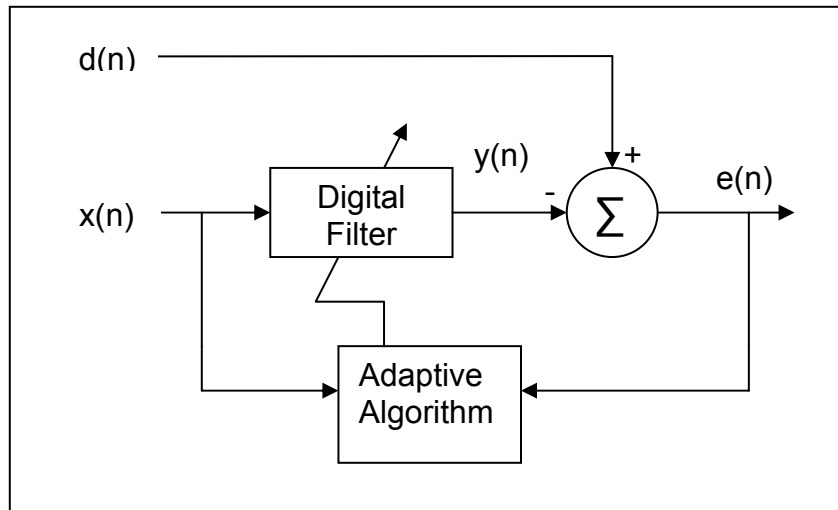 d(n)
+
y(n)
-
e(n)
x(n)
Digital
Filter
Σ
Adaptive
Algorithm